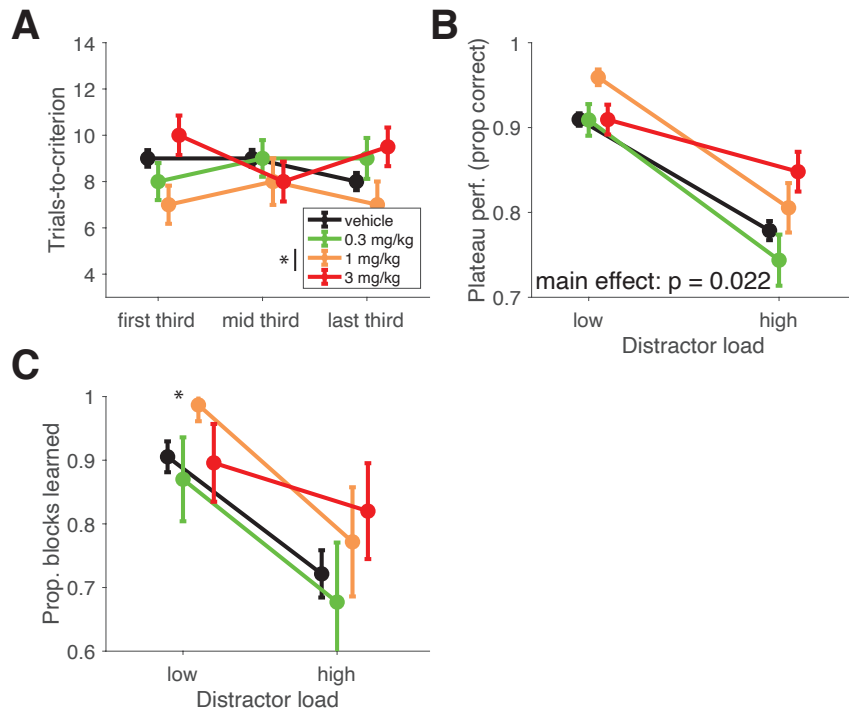 A
Trials-to-criterion
14
12
10
8
6
4
first third
mid third
last third
vehicle
0.3 mg/kg
1 mg/kg
3 mg/kg
*
B
Plateau perf. (prop correct)
1
0.9
0.8
0.7
main effect: p = 0.022
low
high
Distractor load
C
Prop. blocks learned
1
0.9
0.8
0.7
0.6
*
low
high
Distractor load